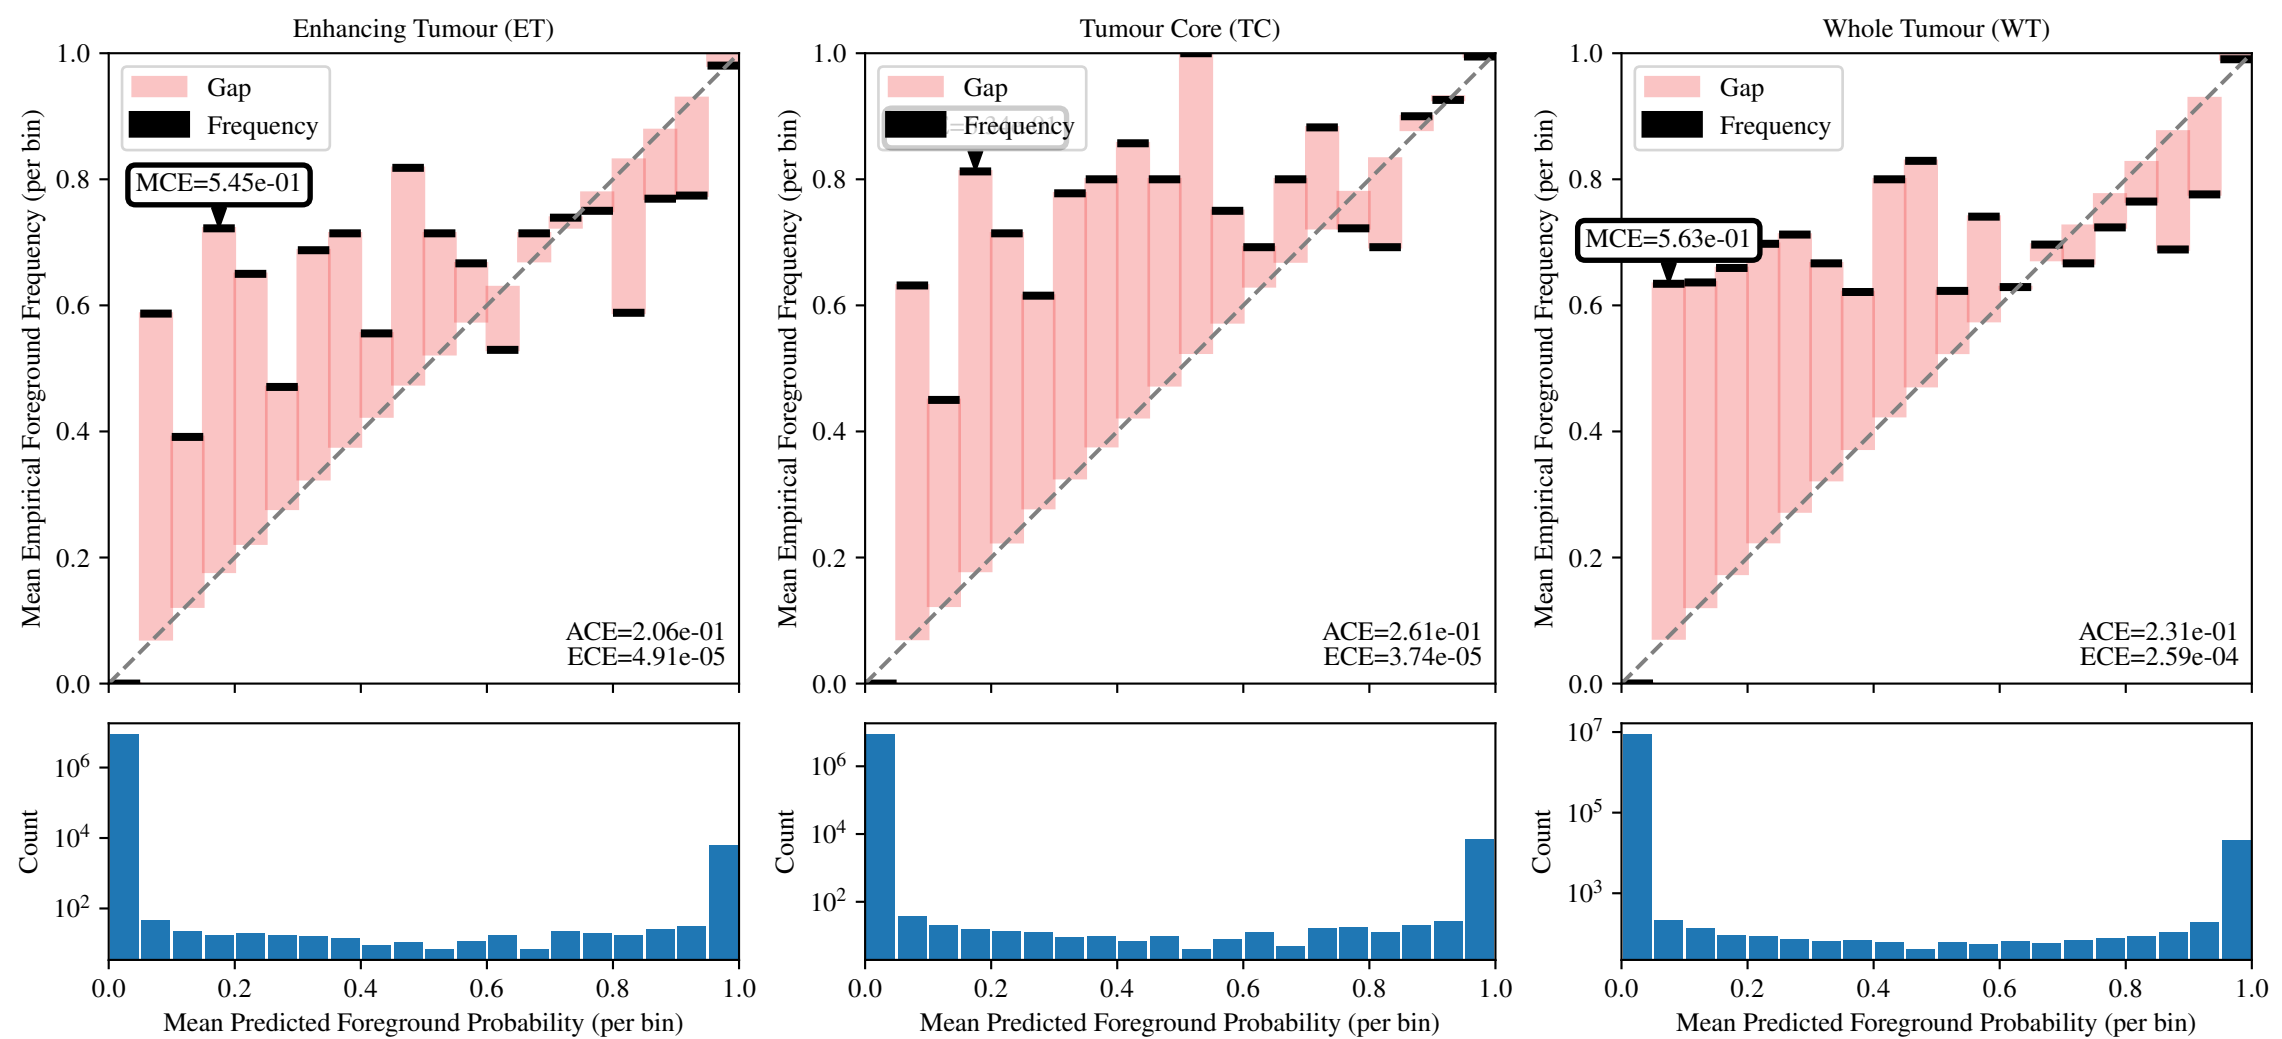 Enhancing Tumour (ET)
Mean Empirical Foreground Frequency (per bin)
1.0
0.8
0.6
0.4
0.2
0.0
Gap
Frequency
MCE=5.45e-01
ACE=2.06e-01
ECE=4.91e-05
Count
10^6
10^4
10^2
0.0 0.2 0.4 0.6 0.8 1.0
Mean Predicted Foreground Probability (per bin)
Tumour Core (TC)
Mean Empirical Foreground Frequency (per bin)
1.0
0.8
0.6
0.4
0.2
0.0
Gap
Frequency
ACE=2.61e-01
ECE=3.74e-05
Count
10^6
10^4
10^2
0.0 0.2 0.4 0.6 0.8 1.0
Mean Predicted Foreground Probability (per bin)
Whole Tumour (WT)
Mean Empirical Foreground Frequency (per bin)
1.0
0.8
0.6
0.4
0.2
0.0
Gap
Frequency
MCE=5.63e-01
ACE=2.31e-01
ECE=2.59e-04
Count
10^7
10^5
10^3
0.0 0.2 0.4 0.6 0.8 1.0
Mean Predicted Foreground Probability (per bin)